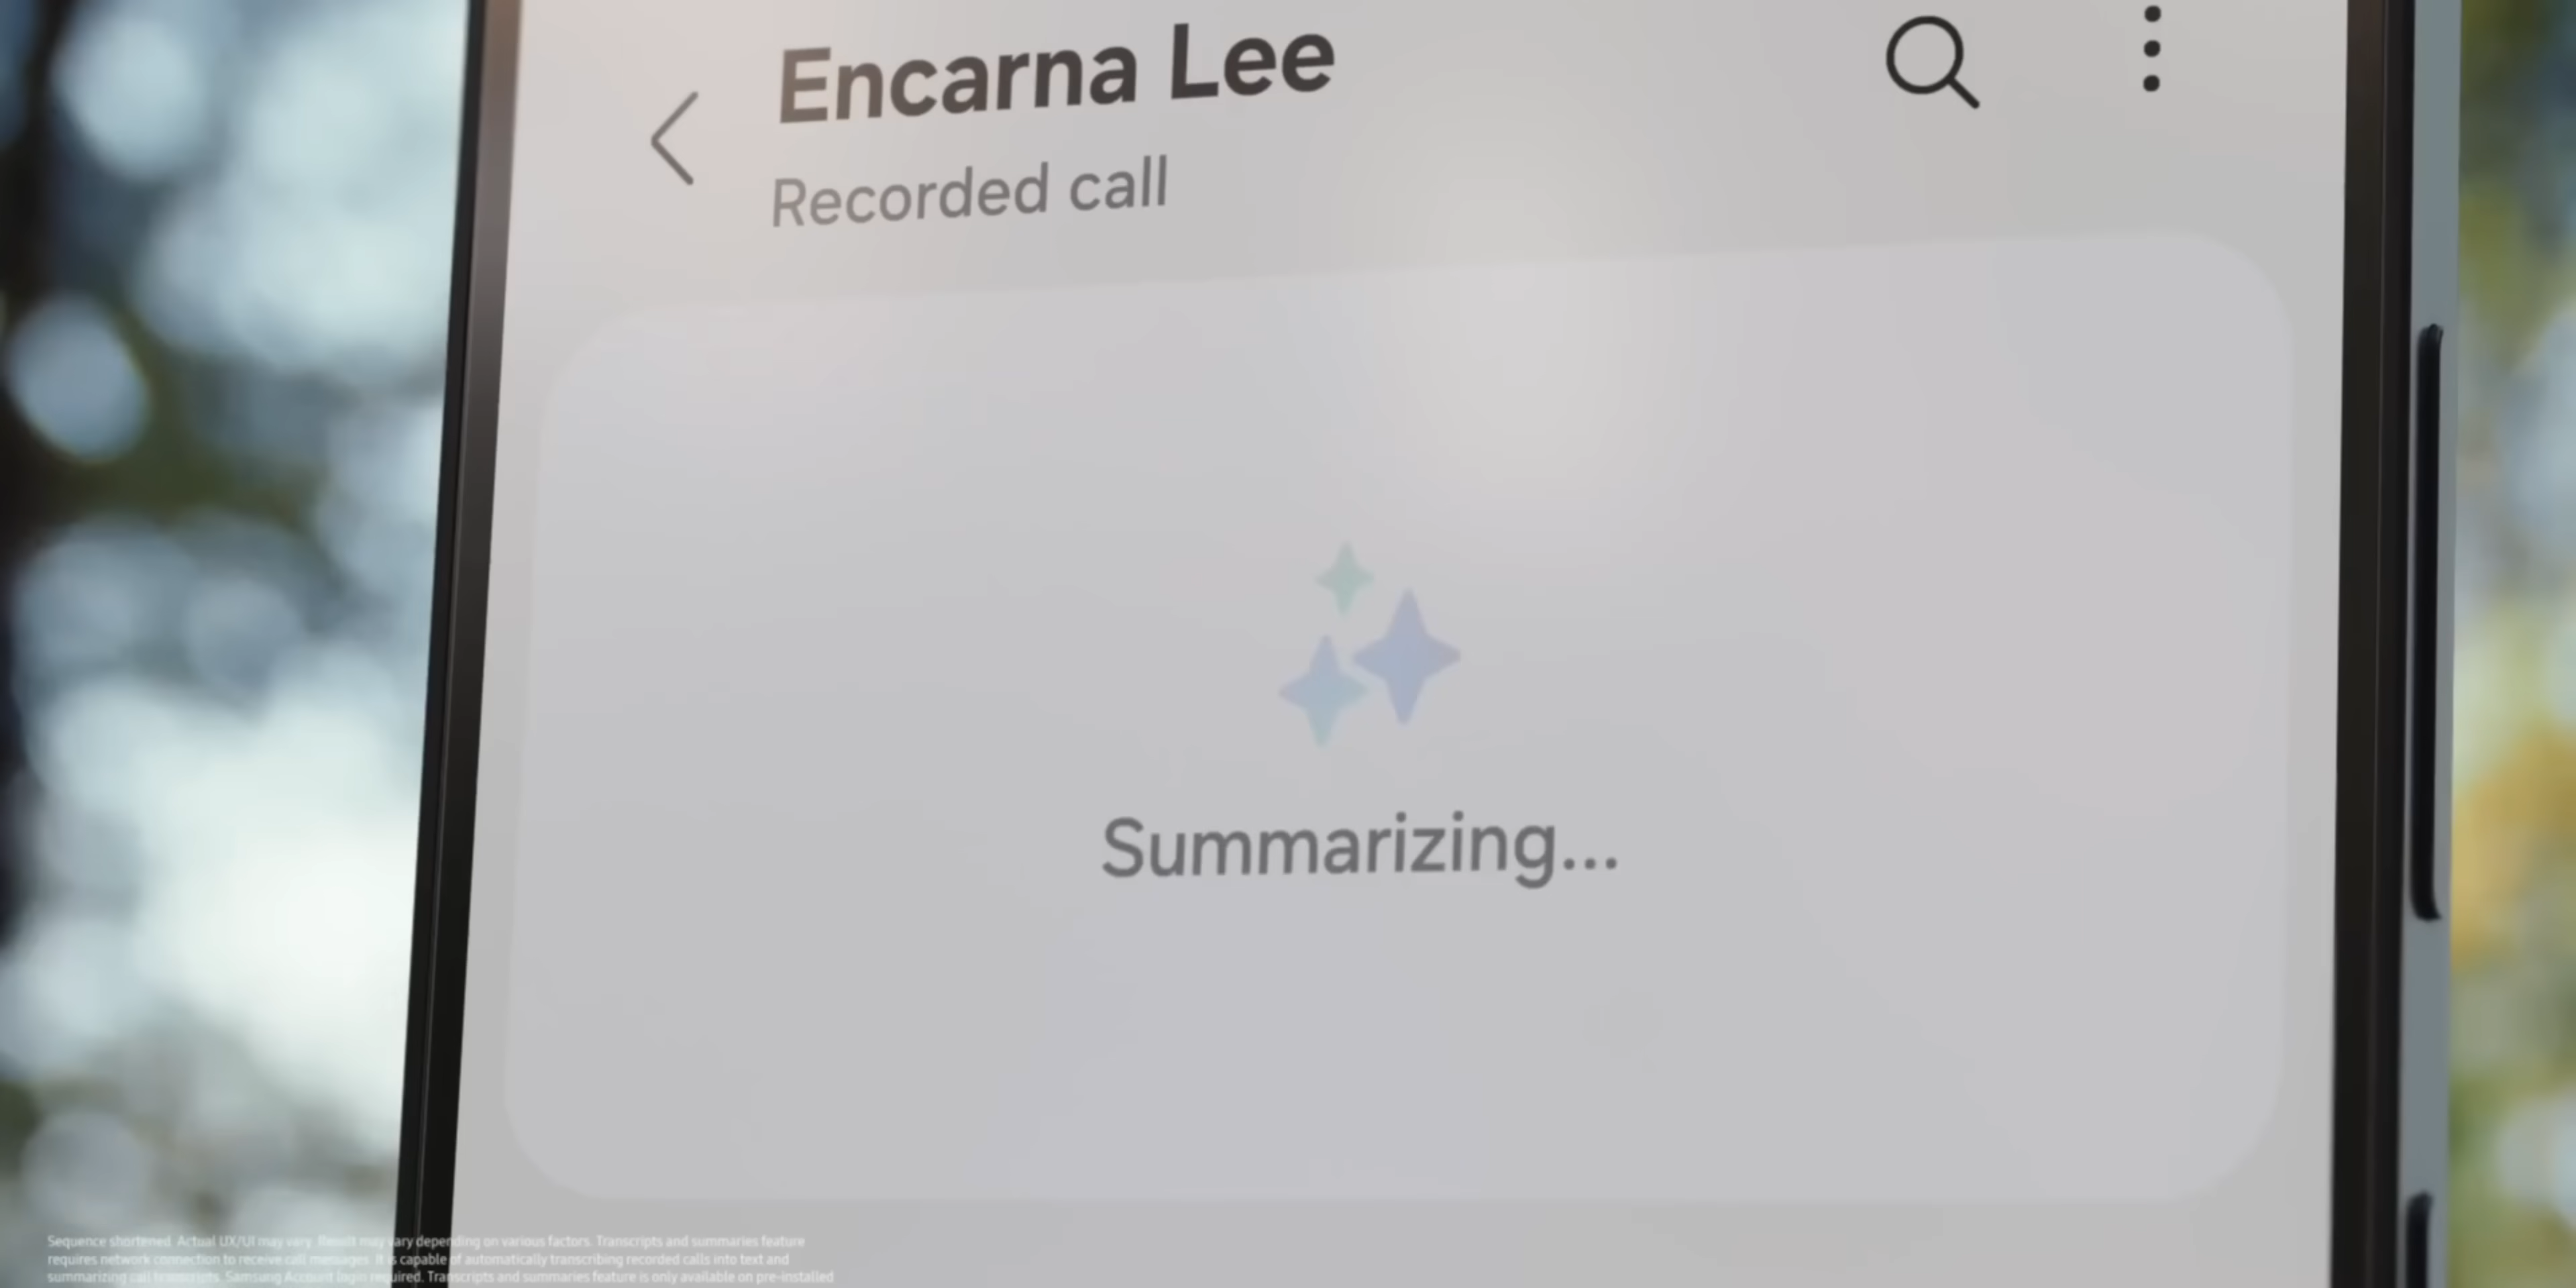 Encarna Lee
Recorded call
Summarizing...
Sequence shortened. Actual UX/UI may vary. Result may vary depending on various factors. Transcripts and summaries feature
requires network connection to receive call messages. It is capable of automatically transcribing recorded calls into text and
summarizing call transcripts. Samsung Account login required. Transcripts and summaries feature is only available on pre-installed